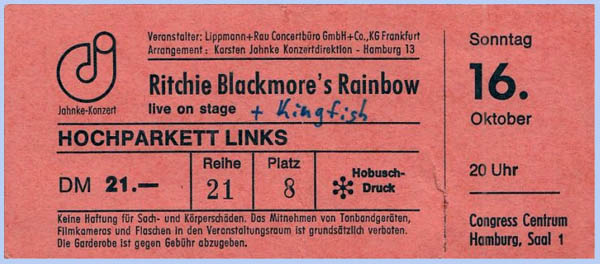 Veranstalter: Lippmann+Rau Concertbüro GmbH+Co.,KG Frankfurt
Arrangement: Karsten Jahnke Konzertdirektion - Hamburg 13
Jahnke-Konzert
Ritchie Blackmore's Rainbow
live on stage + Kingfish
HOCHPARKETT LINKS
DM 21.—
Reihe
21
Platz
8
Hobusch-
Druck
Keine Haftung für Sach- und Körperschäden. Das Mitnehmen von Tonbandgeräten,
Filmkameras und Flaschen in den Veranstaltungsraum ist grundsätzlich verboten.
Die Garderobe ist gegen Gebühr abzugeben.
Sonntag
16.
Oktober
20 Uhr
Congress Centrum
Hamburg, Saal 1